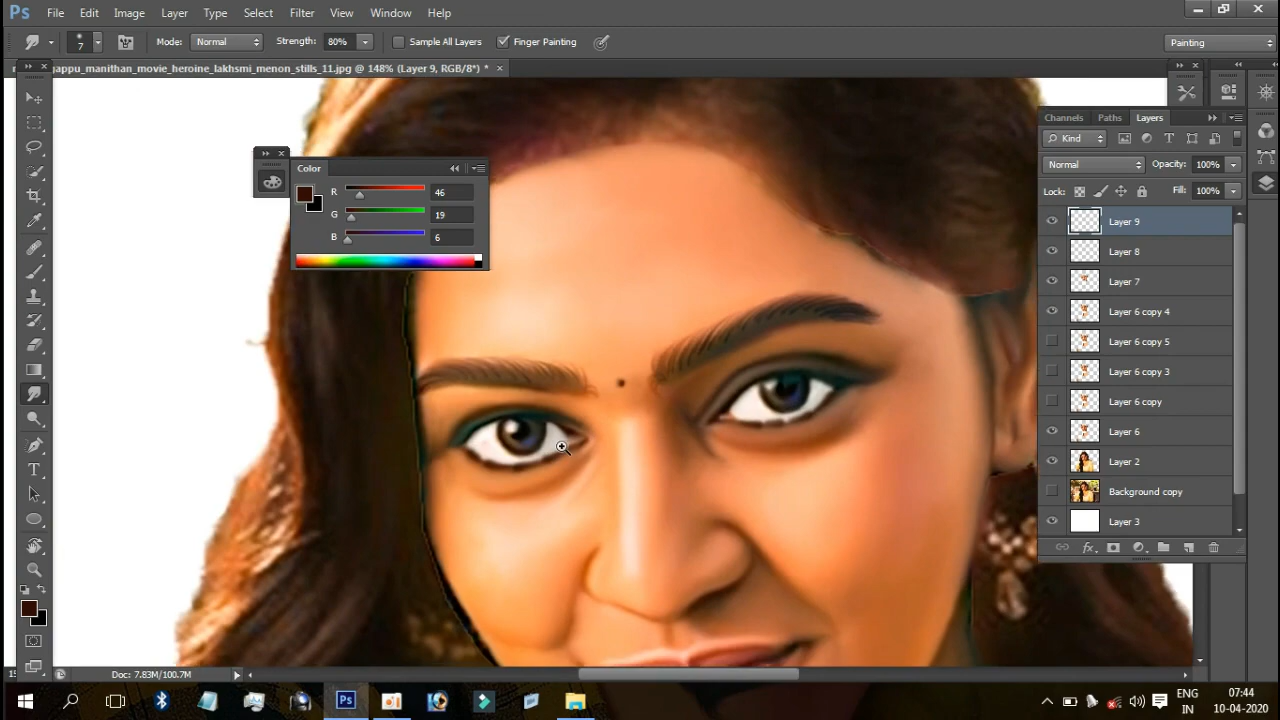 Ps File Edit Image Layer Type Select Filter View Window Help
7 Mode: Normal Strength: 80% Sample All Layers Finger Painting Painting
appu_manithan_movie_heroine_lakhsmi_menon_stills_11.jpg @ 148% (Layer 9, RGB/8*) *
Channels Paths Layers
Kind
Normal Opacity: 100%
Lock: Fill: 100%
Color
R 46
G 19
B 6
Layer 9
Layer 8
Layer 7
Layer 6 copy 4
Layer 6 copy 5
Layer 6 copy 3
Layer 6 copy
Layer 6
Layer 2
Background copy
Layer 3
fx
T
Doc: 7.83M/100.7M
Ps
ENG
IN
07:44
10-04-2020